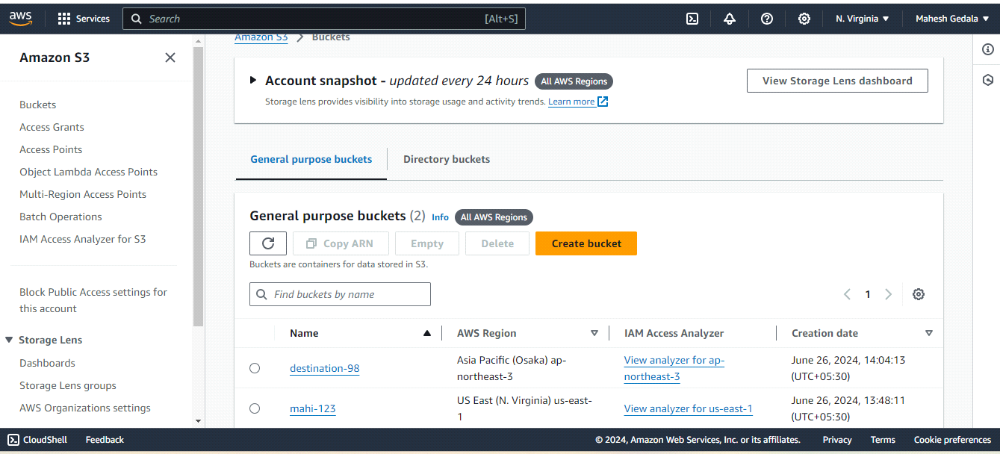 aws Services Search [Alt+S] N. Virginia Mahesh Gedala
Amazon S3
Buckets
Access Grants
Access Points
Object Lambda Access Points
Multi-Region Access Points
Batch Operations
IAM Access Analyzer for S3
Block Public Access settings for
this account
Storage Lens
Dashboards
Storage Lens groups
AWS Organizations settings
Amazon S3 > Buckets
Account snapshot - updated every 24 hours All AWS Regions View Storage Lens dashboard
Storage lens provides visibility into storage usage and activity trends. Learn more
General purpose buckets Directory buckets
General purpose buckets (2) Info All AWS Regions
Copy ARN Empty Delete Create bucket
Buckets are containers for data stored in S3.
Find buckets by name 1
Name AWS Region IAM Access Analyzer Creation date
destination-98 Asia Pacific (Osaka) ap- View analyzer for ap- June 26, 2024, 14:04:13
northeast-3 northeast-3 (UTC+05:30)
mahi-123 US East (N. Virginia) us-east- View analyzer for us-east-1 June 26, 2024, 13:48:11
1 (UTC+05:30)
CloudShell Feedback © 2024, Amazon Web Services, Inc. or its affiliates. Privacy Terms Cookie preferences